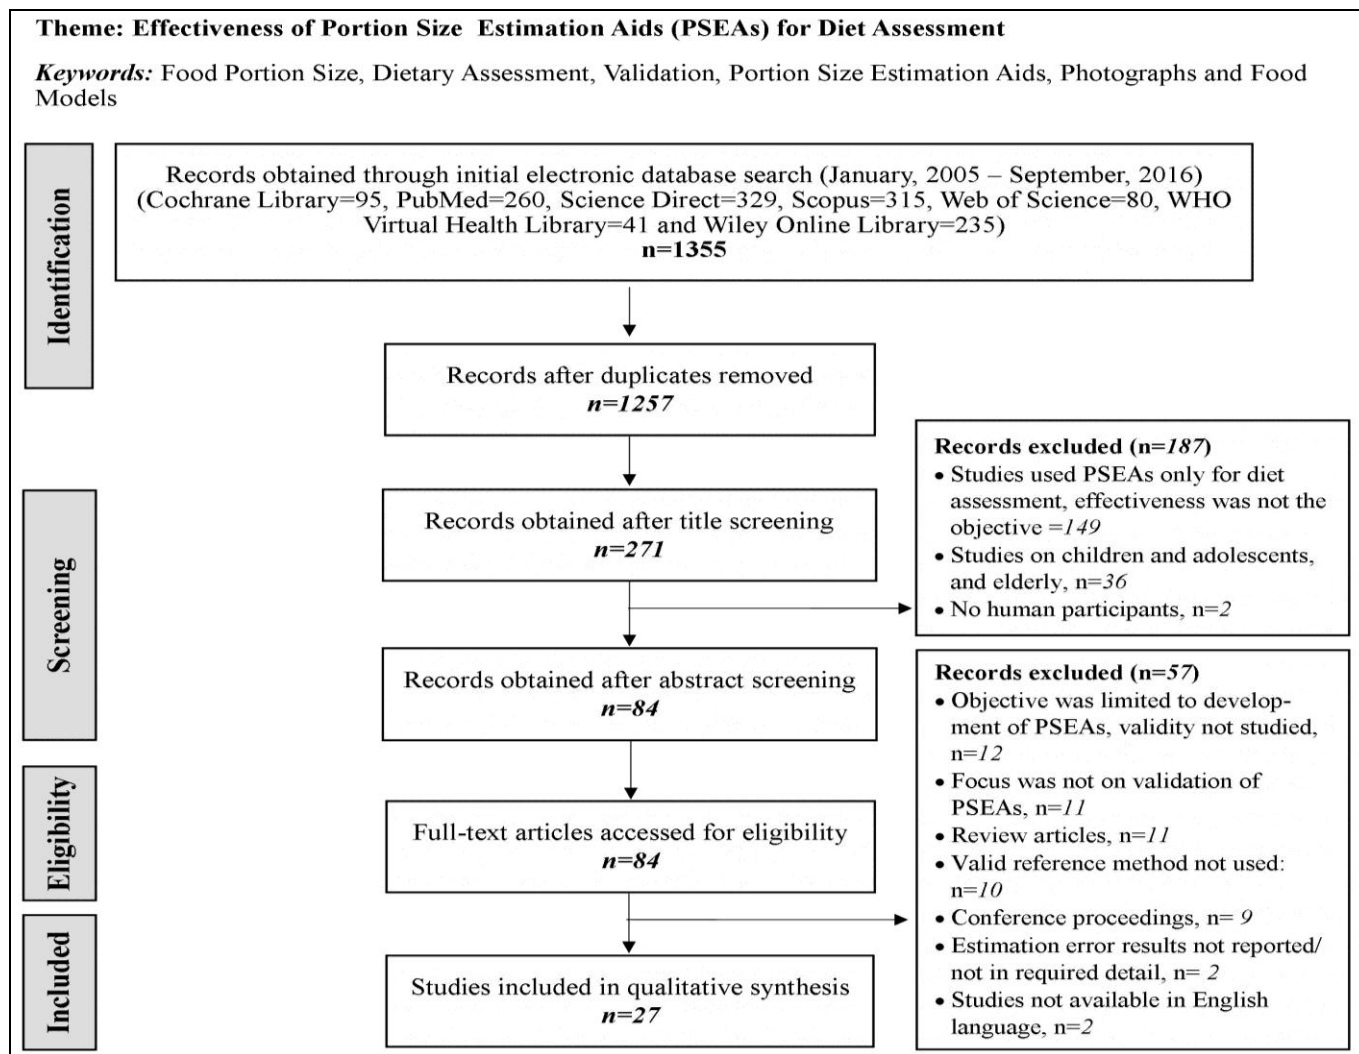 Theme: Effectiveness of Portion Size Estimation Aids (PSEAs) for Diet Assessment
Keywords: Food Portion Size, Dietary Assessment, Validation, Portion Size Estimation Aids, Photographs and Food
Models
Identification
Records obtained through initial electronic database search (January, 2005 – September, 2016)
(Cochrane Library=95, PubMed=260, Science Direct=329, Scopus=315, Web of Science=80, WHO
Virtual Health Library=41 and Wiley Online Library=235)
n=1355
Records after duplicates removed
n=1257
Screening
Records obtained after title screening
n=271
Records excluded (n=187)
• Studies used PSEAs only for diet
assessment, effectiveness was not the
objective =149
• Studies on children and adolescents,
and elderly, n=36
• No human participants, n=2
Records obtained after abstract screening
n=84
Eligibility
Full-text articles accessed for eligibility
n=84
Records excluded (n=57)
• Objective was limited to develop-
ment of PSEAs, validity not studied,
n=12
• Focus was not on validation of
PSEAs, n=11
• Review articles, n=11
• Valid reference method not used:
n=10
• Conference proceedings, n= 9
• Estimation error results not reported/
not in required detail, n= 2
• Studies not available in English
language, n=2
Included
Studies included in qualitative synthesis
n=27